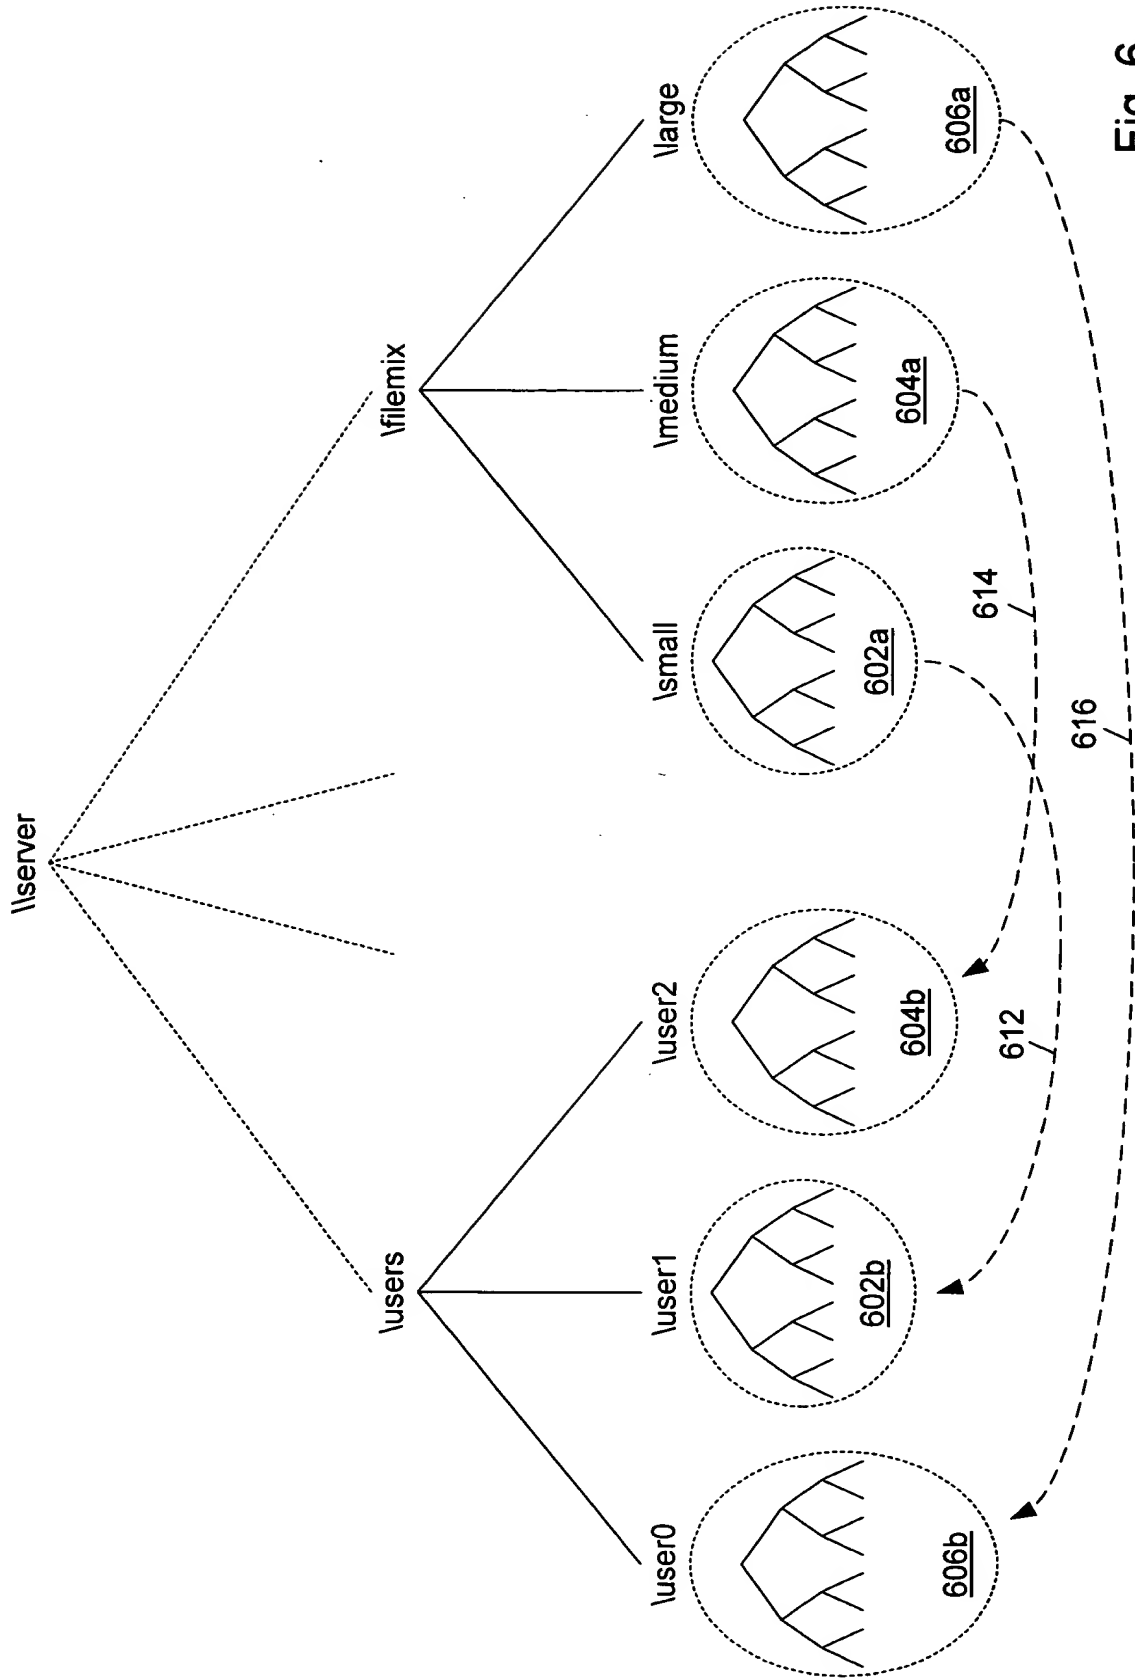 \\server
\users
\filemix
\user0
\user1
\user2
\small
\medium
\large
606b
602b
604b
602a
604a
606a
612
614
616
Fig. 6